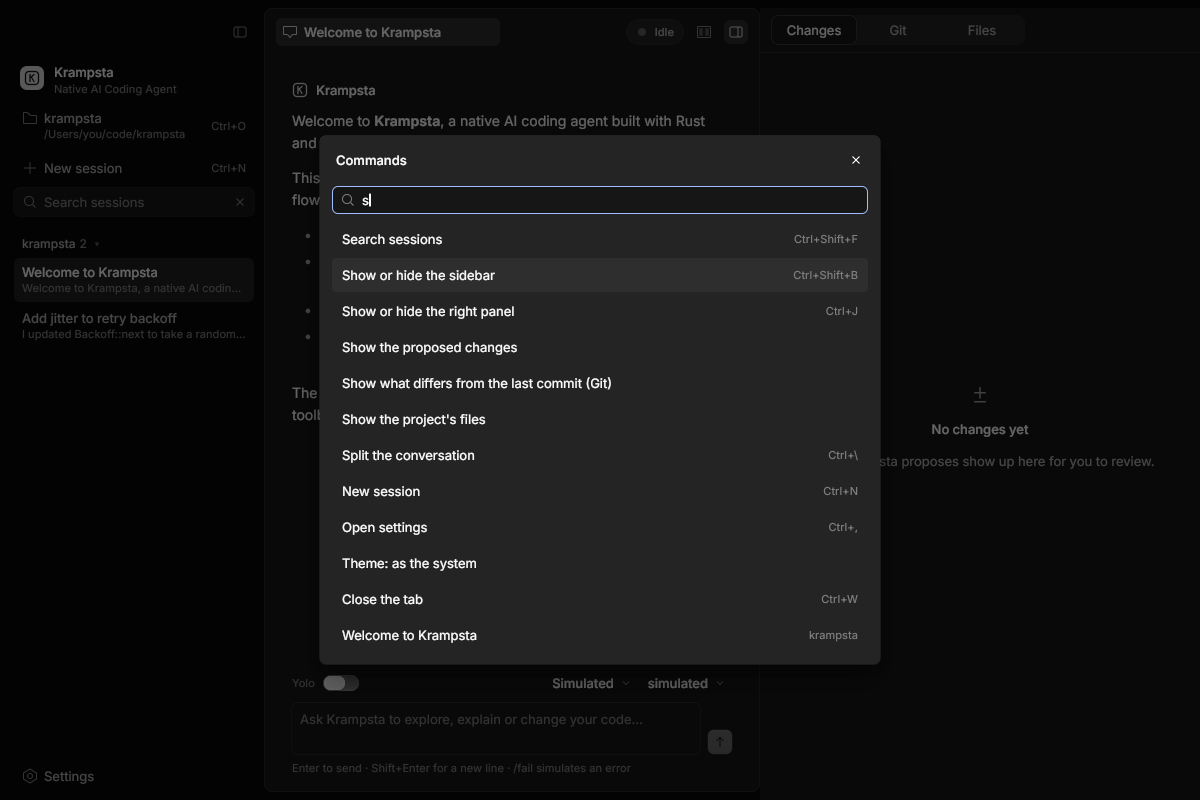 Krampsta
Native AI Coding Agent
krampsta
/Users/you/code/krampsta
Ctrl+O
New session
Ctrl+N
Search sessions
krampsta 2
Welcome to Krampsta
Welcome to Krampsta, a native AI codin...
Add jitter to retry backoff
I updated Backoff::next to take a random...
Settings
Welcome to Krampsta
Idle
Krampsta
Welcome to Krampsta, a native AI coding agent built with Rust
and
This
flow
The
toolb
Commands
s
Search sessions Ctrl+Shift+F
Show or hide the sidebar Ctrl+Shift+B
Show or hide the right panel Ctrl+J
Show the proposed changes
Show what differs from the last commit (Git)
Show the project's files
Split the conversation Ctrl+\
New session Ctrl+N
Open settings Ctrl+,
Theme: as the system
Close the tab Ctrl+W
Welcome to Krampsta krampsta
Yolo
Simulated
simulated
Ask Krampsta to explore, explain or change your code...
Enter to send · Shift+Enter for a new line · /fail simulates an error
Changes
Git
Files
No changes yet
sta proposes show up here for you to review.